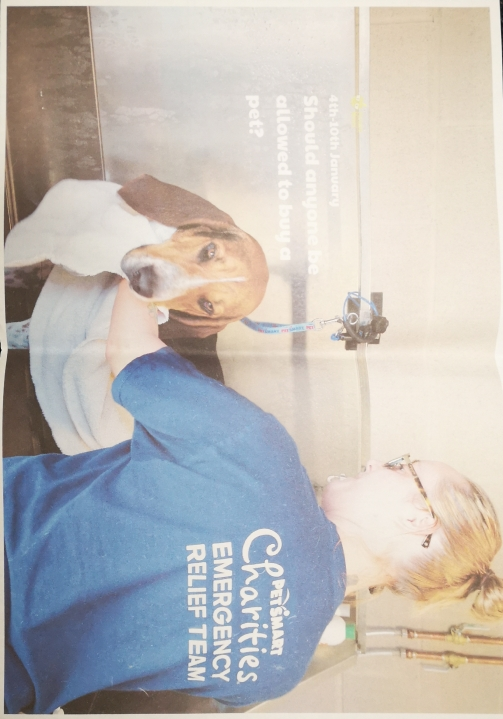 4th-10th January
Should anyone be
allowed to buy a
pet?
PETSMART
Charities
EMERGENCY
RELIEF TEAM